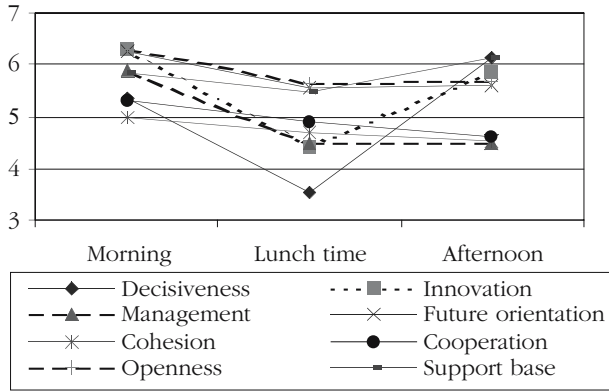 7
6
5
4
3
Morning Lunch time Afternoon
Decisiveness Innovation
Management Future orientation
Cohesion Cooperation
Openness Support base